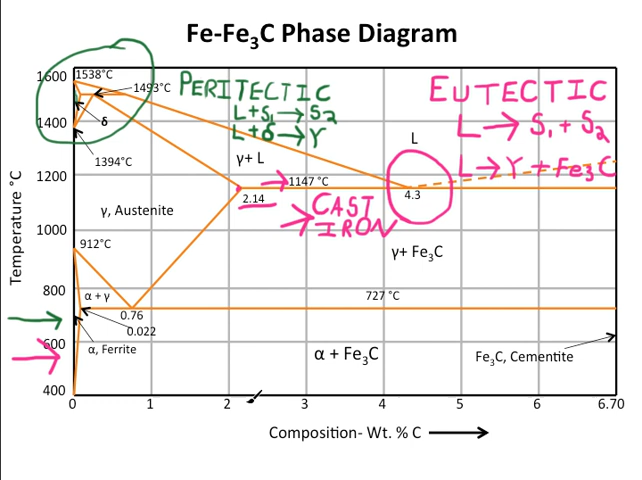 Fe-Fe₃C Phase Diagram
1600
1538°C
1493°C
PERITECTIC
L+S₁→S₂
L+δ→γ
EUTECTIC
L→S₁+S₂
L→γ+Fe₃C
1400
δ
1394°C
L
γ+ L
1200
1147°C
2.14
4.3
CAST
IRON
γ, Austenite
1000
912°C
γ+ Fe₃C
800
α + γ
727 °C
0.76
0.022
600
α, Ferrite
α + Fe₃C
Fe₃C, Cementite
400
Temperature °C
0 1 2 3 4 5 6 6.70
Composition- Wt. % C